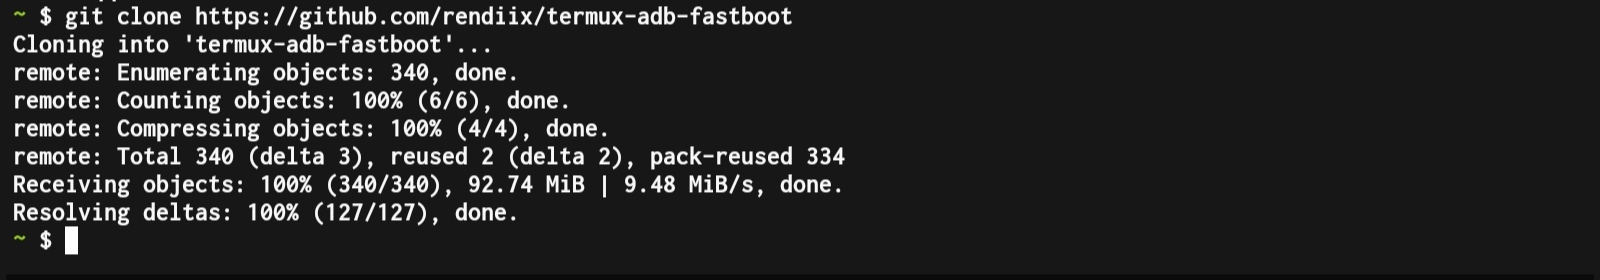 ~ $ git clone https://github.com/rendiix/termux-adb-fastboot
Cloning into 'termux-adb-fastboot'...
remote: Enumerating objects: 340, done.
remote: Counting objects: 100% (6/6), done.
remote: Compressing objects: 100% (4/4), done.
remote: Total 340 (delta 3), reused 2 (delta 2), pack-reused 334
Receiving objects: 100% (340/340), 92.74 MiB | 9.48 MiB/s, done.
Resolving deltas: 100% (127/127), done.
~ $